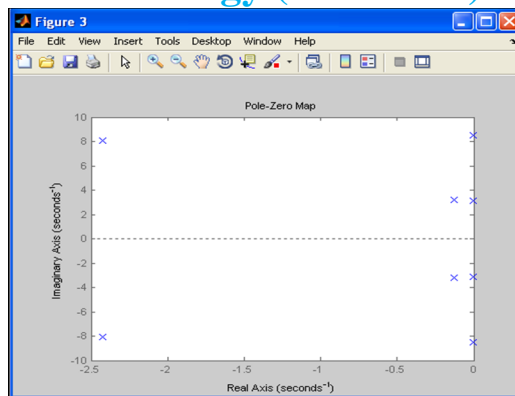 Figure 3
File Edit View Insert Tools Desktop Window Help
Pole-Zero Map
Imaginary Axis (seconds⁻¹)
10
8
6
4
2
0
-2
-4
-6
-8
-10
-2.5 -2 -1.5 -1 -0.5 0
Real Axis (seconds⁻¹)